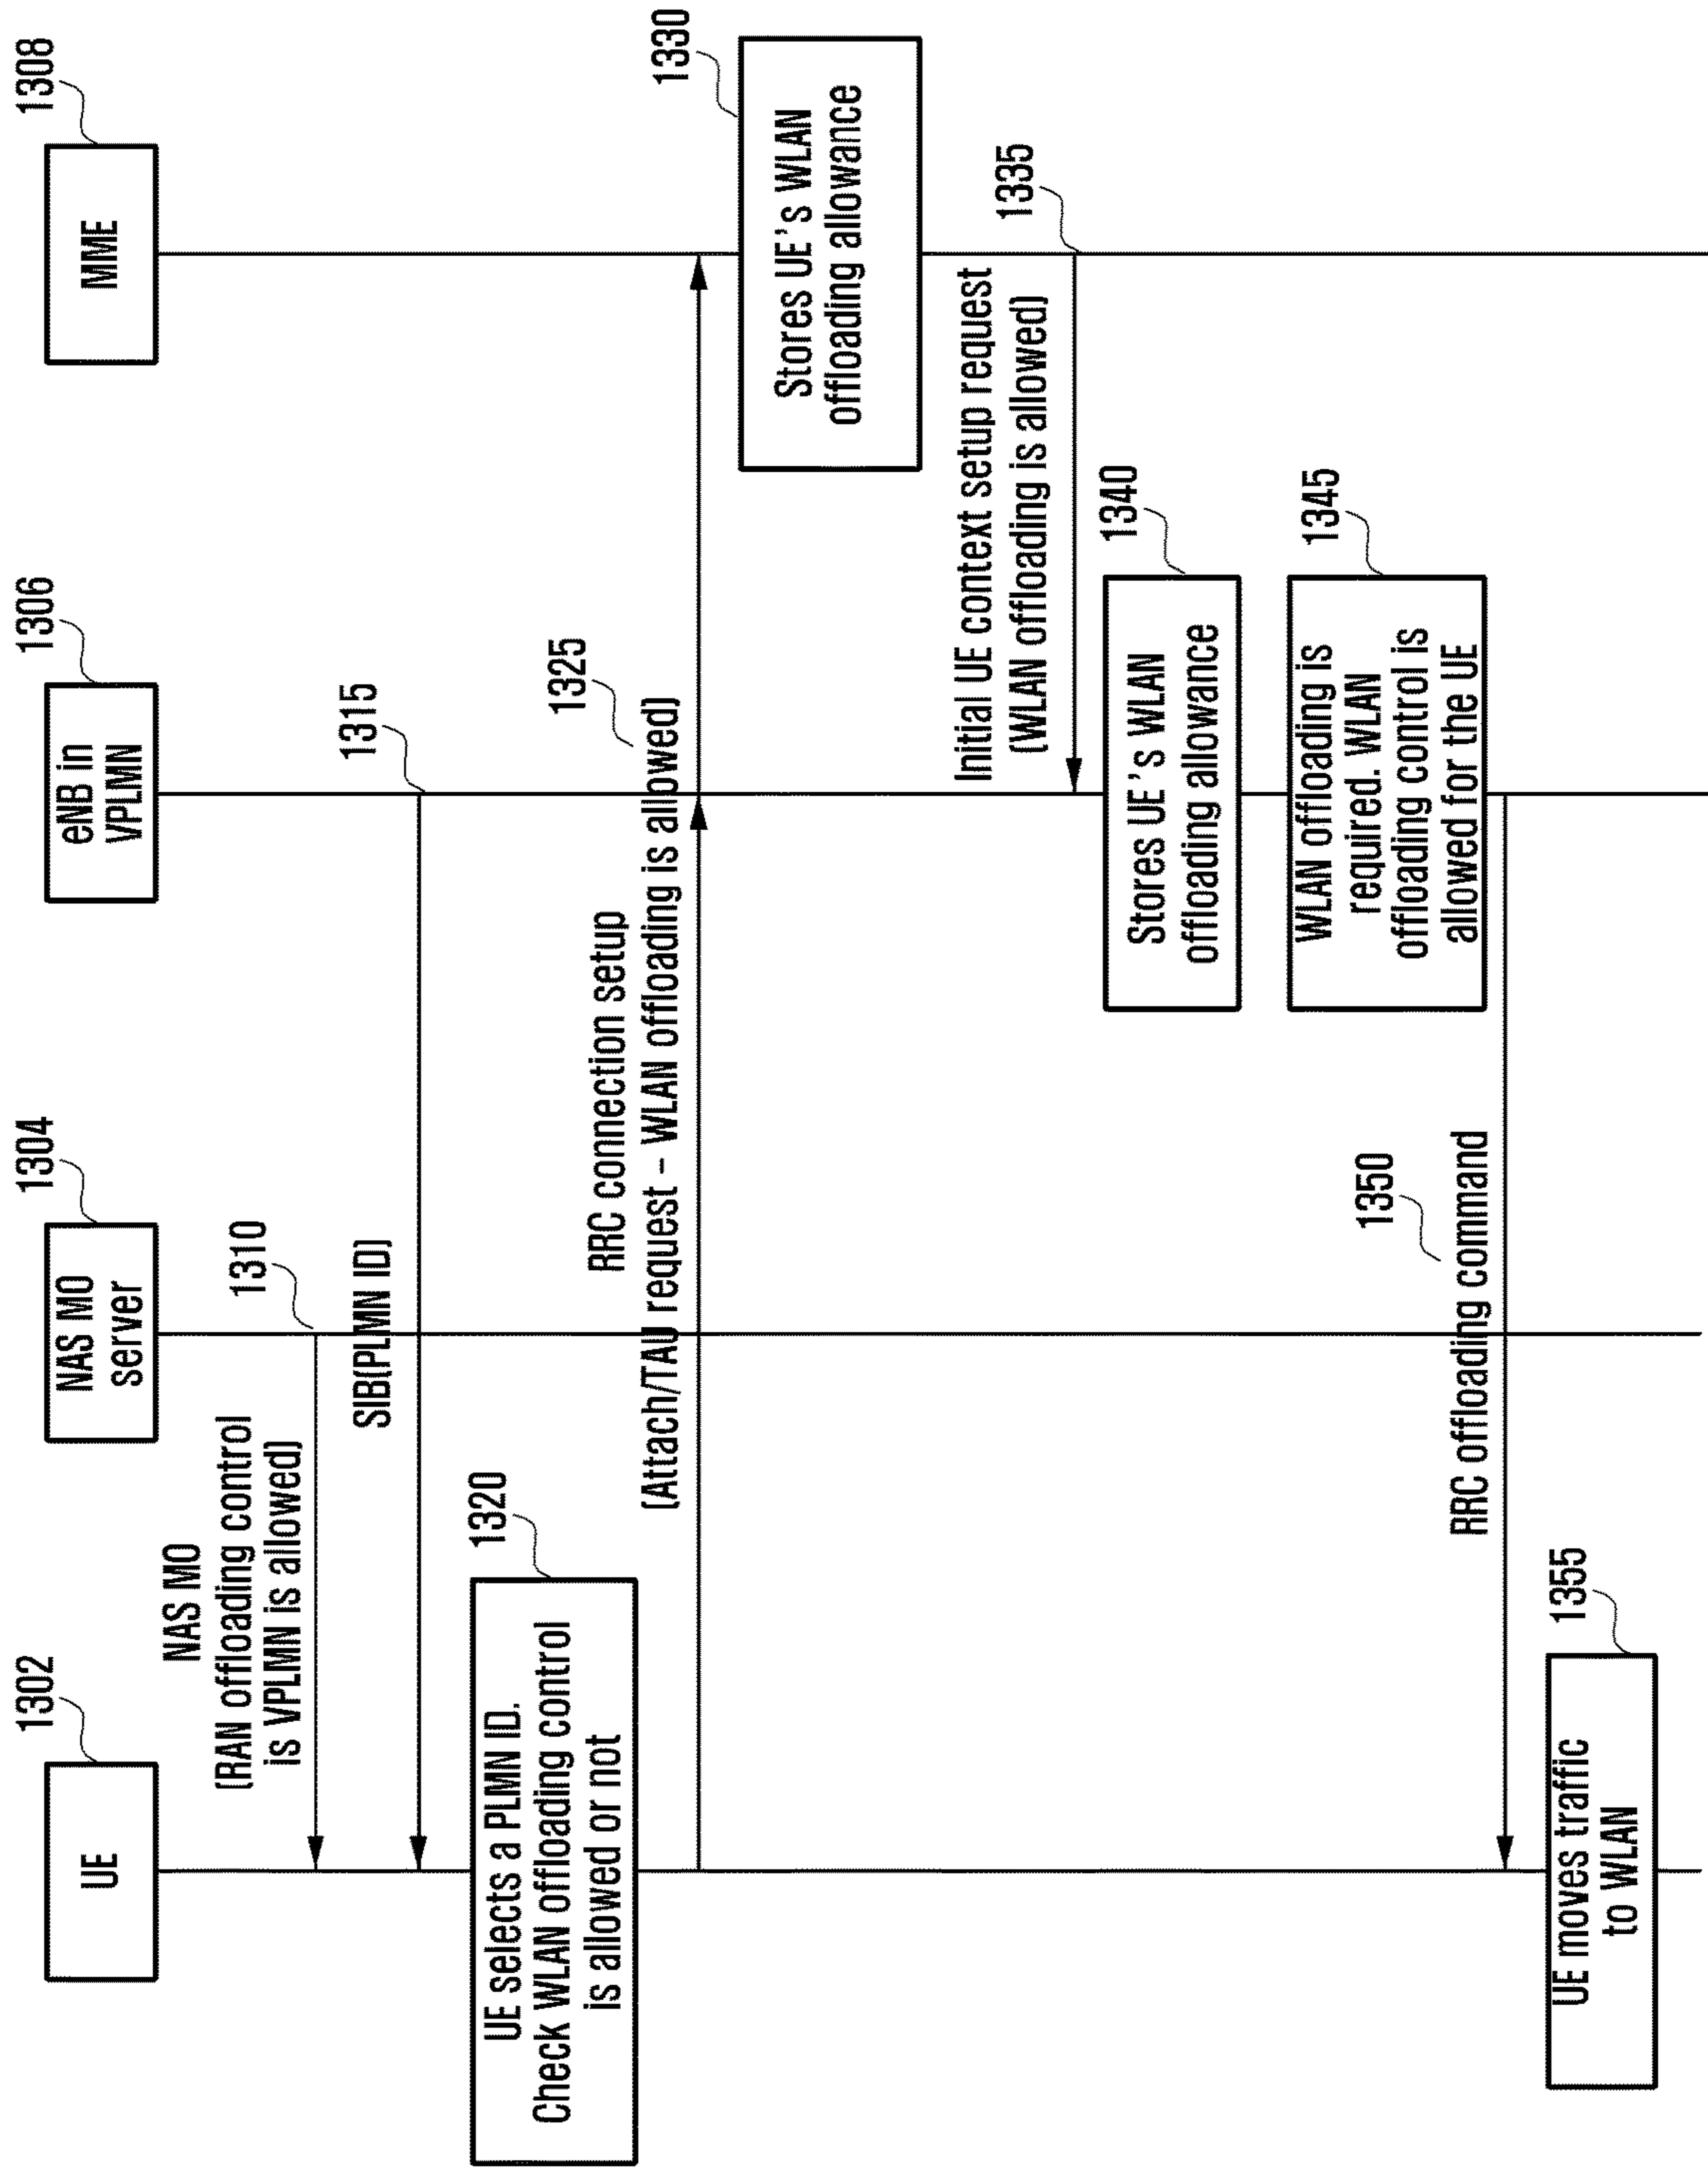 1302
UE
1304
NAS MO
server
1306
eNB in
VPLMN
1308
MME
NAS MO
(RAN offloading control
is VPLMN is allowed)
1310
SIB(PLMN ID)
1315
1320
UE selects a PLMN ID.
Check WLAN offloading control
is allowed or not
1325
RRC connection setup
(Attach/TAU request – WLAN offloading is allowed)
1330
Stores UE's WLAN
offloading allowance
1335
Initial UE context setup request
(WLAN offloading is allowed)
1340
Stores UE's WLAN
offloading allowance
1345
WLAN offloading is
required. WLAN
offloading control is
allowed for the UE
1350
RRC offloading command
1355
UE moves traffic
to WLAN